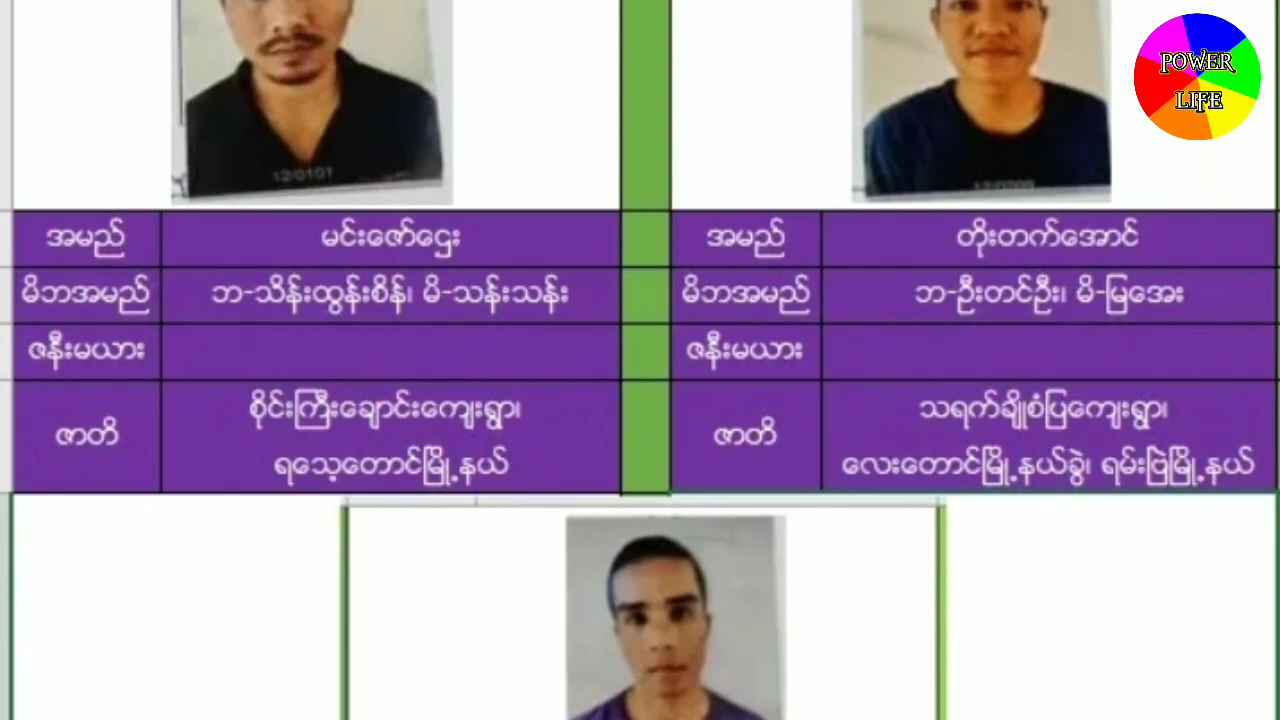 POWER
LIFE
12/0101
အမည်
မင်းဇော်ဌေး
မိဘအမည်
ဘ-သိန်းထွန်းစိန်၊ မိ-သန်းသန်း
ဇနီးမယား
ဇာတိ
စိုင်းကြီးချောင်းကျေးရွာ၊
ရသေ့တောင်မြို့နယ်
အမည်
တိုးတက်အောင်
မိဘအမည်
ဘ-ဦးတင်ဦး၊ မိ-မြအေး
ဇနီးမယား
ဇာတိ
သရက်ချိုစံပြကျေးရွာ၊
လေးတောင်မြို့နယ်ခွဲ၊ ရမ်းဗြဲမြို့နယ်